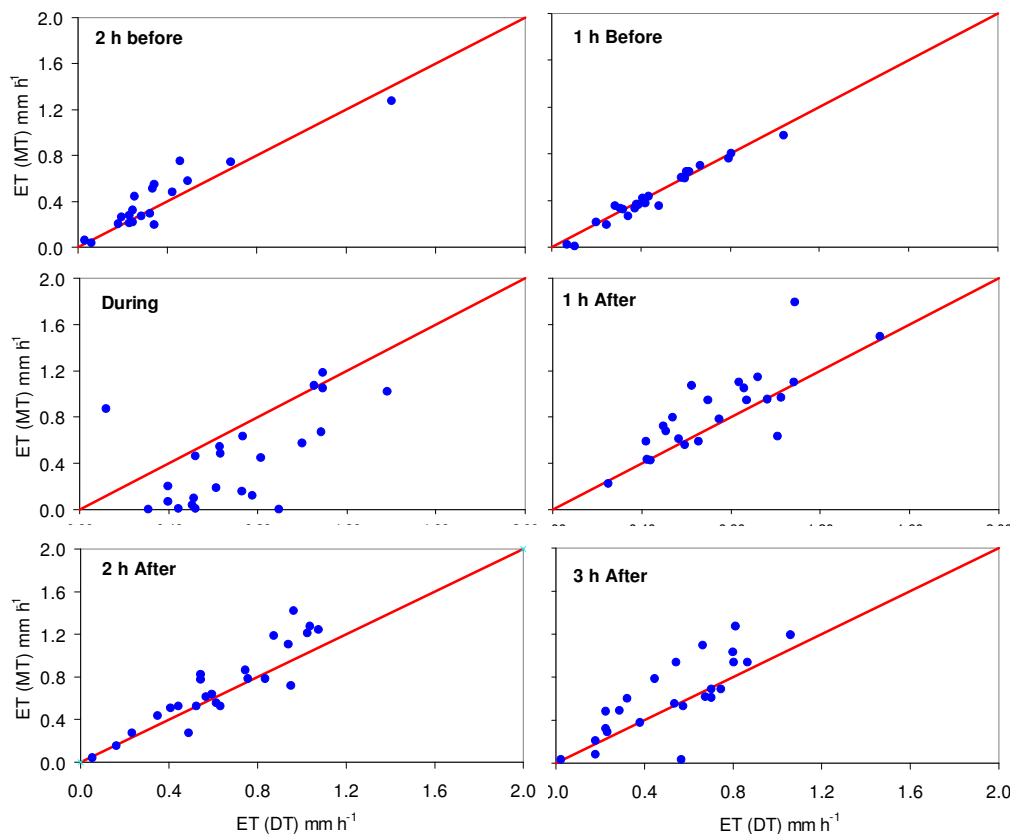 2.0
1.6
1.2
0.8
0.4
0.0
ET (MT) mm h¹
2 h before
1 h Before
2.0
1.6
1.2
0.8
0.4
0.0
ET (MT) mm h¹
During
1 h After
2.0
1.6
1.2
0.8
0.4
0.0
ET (MT) mm h¹
2 h After
3 h After
0.0 0.4 0.8 1.2 1.6 2.0
0.0 0.4 0.8 1.2 1.6 2.0
ET (DT) mm h⁻¹
ET (DT) mm h⁻¹